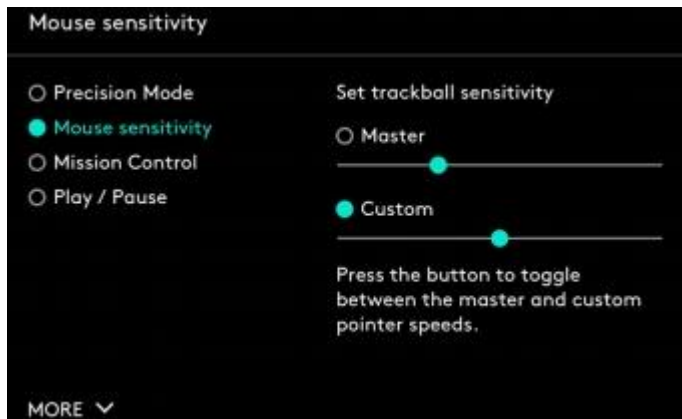 Mouse sensitivity
Precision Mode
Mouse sensitivity
Mission Control
Play / Pause
Set trackball sensitivity
Master
Custom
Press the button to toggle
between the master and custom
pointer speeds.
MORE